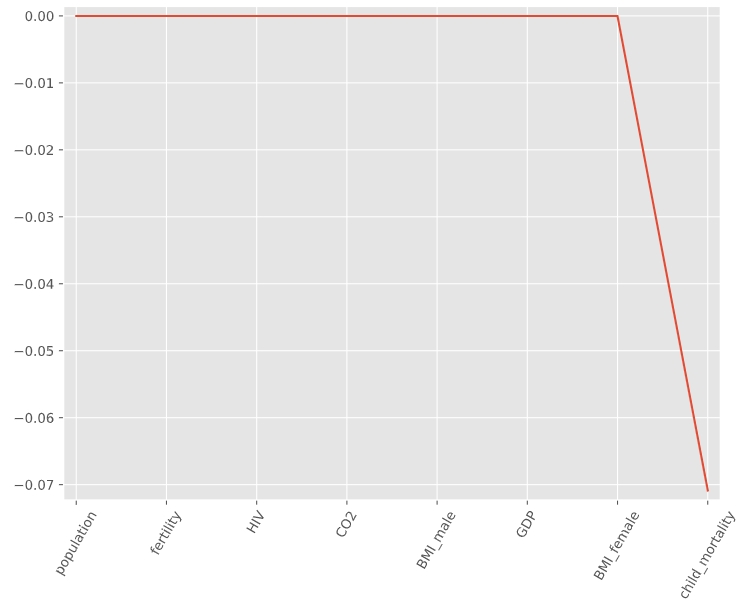 0.00
−0.01
−0.02
−0.03
−0.04
−0.05
−0.06
−0.07
population
fertility
HIV
CO2
BMI_male
GDP
BMI_female
child_mortality